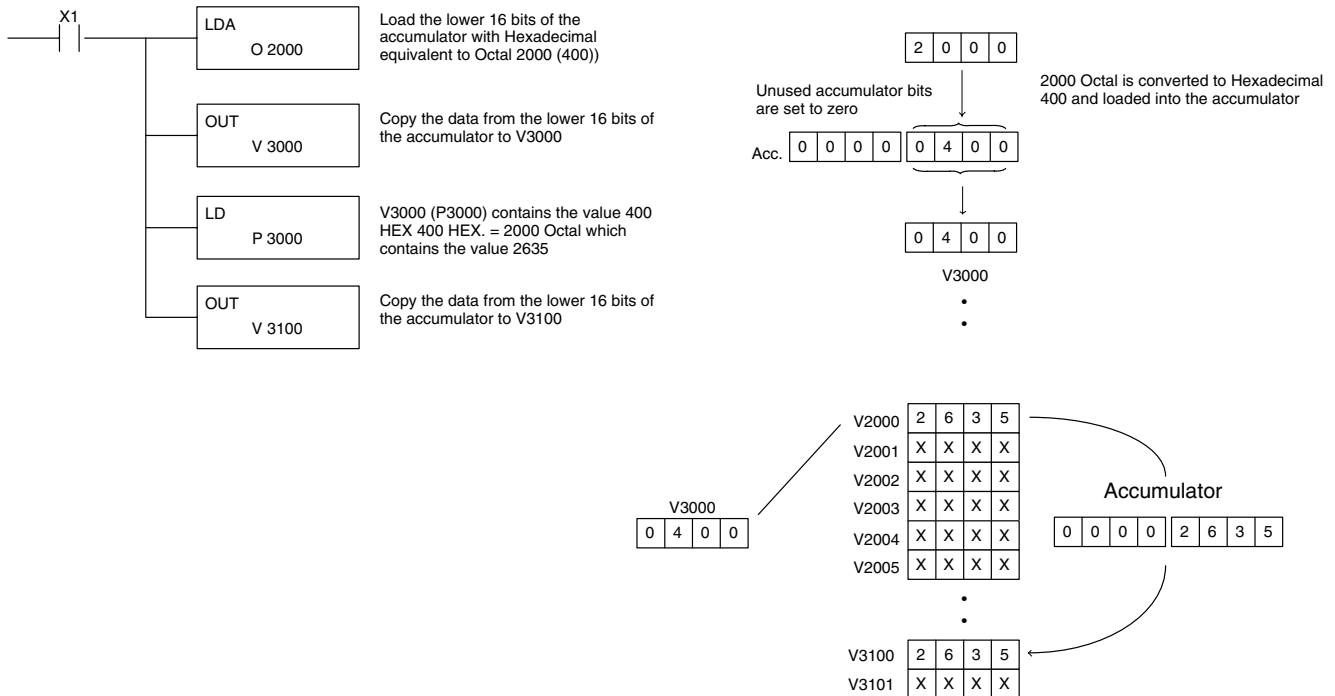 X1
LDA
O 2000
Load the lower 16 bits of the
accumulator with Hexadecimal
equivalent to Octal 2000 (400))
OUT
V 3000
Copy the data from the lower 16 bits of
the accumulator to V3000
LD
P 3000
V3000 (P3000) contains the value 400
HEX 400 HEX. = 2000 Octal which
contains the value 2635
OUT
V 3100
Copy the data from the lower 16 bits of
the accumulator to V3100
2 0 0 0
Unused accumulator bits
are set to zero
2000 Octal is converted to Hexadecimal
400 and loaded into the accumulator
Acc. 0 0 0 0 0 4 0 0
0 4 0 0
V3000
V3000
0 4 0 0
V2000 2 6 3 5
V2001 X X X X
V2002 X X X X
V2003 X X X X
V2004 X X X X
V2005 X X X X
Accumulator
0 0 0 0 2 6 3 5
V3100 2 6 3 5
V3101 X X X X